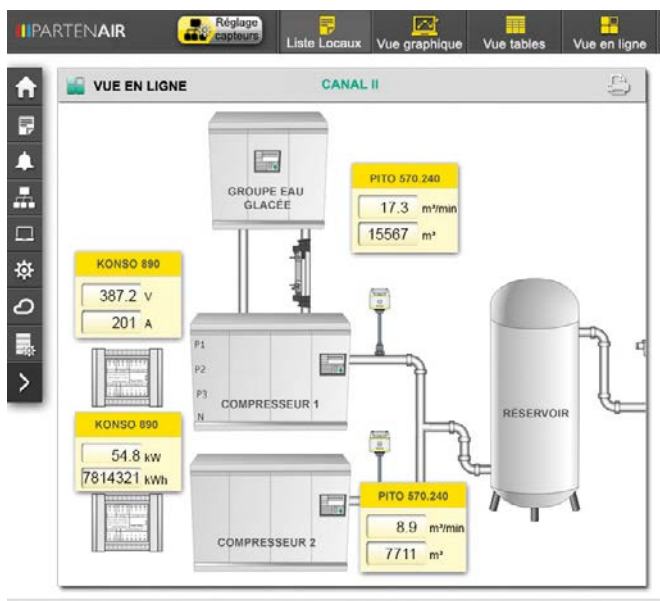 PARTENAIR
Réglage
capteurs
Liste Locaux
Vue graphique
Vue tables
Vue en ligne
VUE EN LIGNE
CANAL II
GROUPE EAU
GLACÉE
PITO 570.240
17.3 m³/min
15567 m³
KONSO 890
387.2 V
201 A
P1
P2
P3
N
COMPRESSEUR 1
RÉSERVOIR
KONSO 890
54.8 kW
7814321 kWh
COMPRESSEUR 2
PITO 570.240
8.9 m³/min
7711 m³